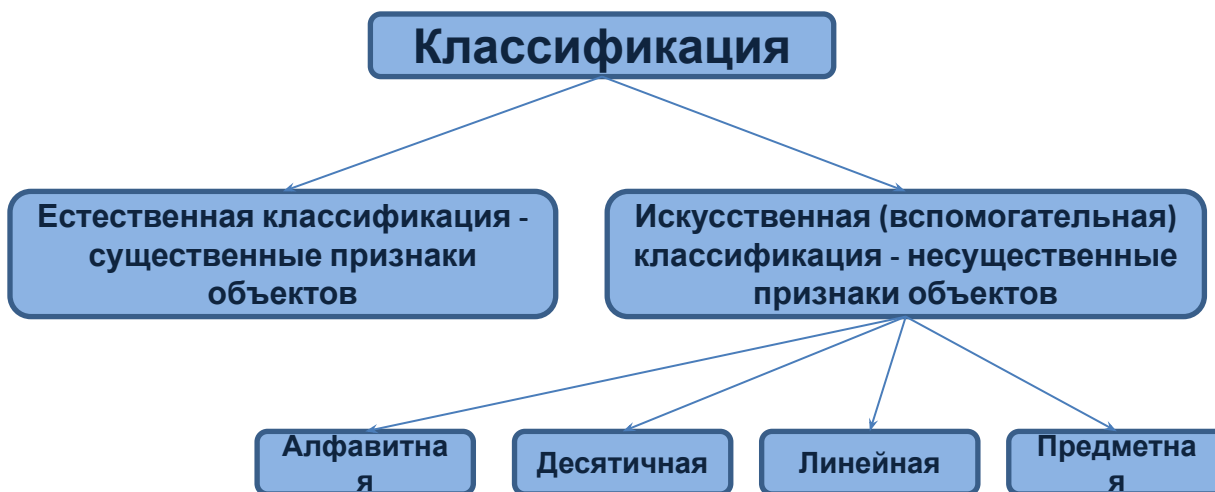 Классификация
Естественная классификация -
существенные признаки
объектов
Искусственная (вспомогательная)
классификация - несущественные
признаки объектов
Алфавитна
я
Десятичная
Линейная
Предметна
я